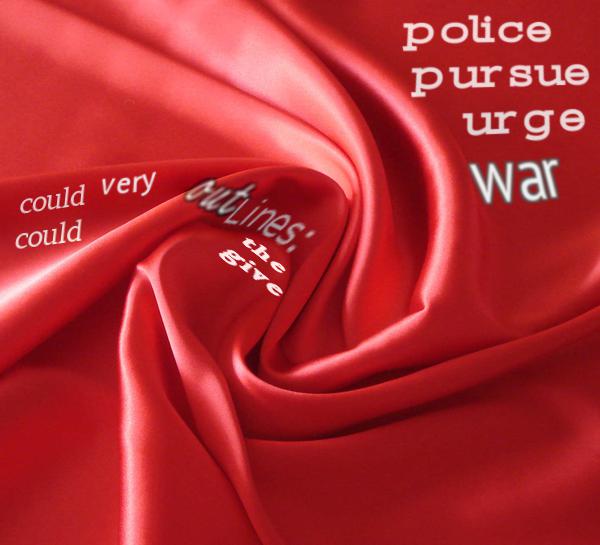 police
pursue
urge
war
could very
could
outLines;
the
give